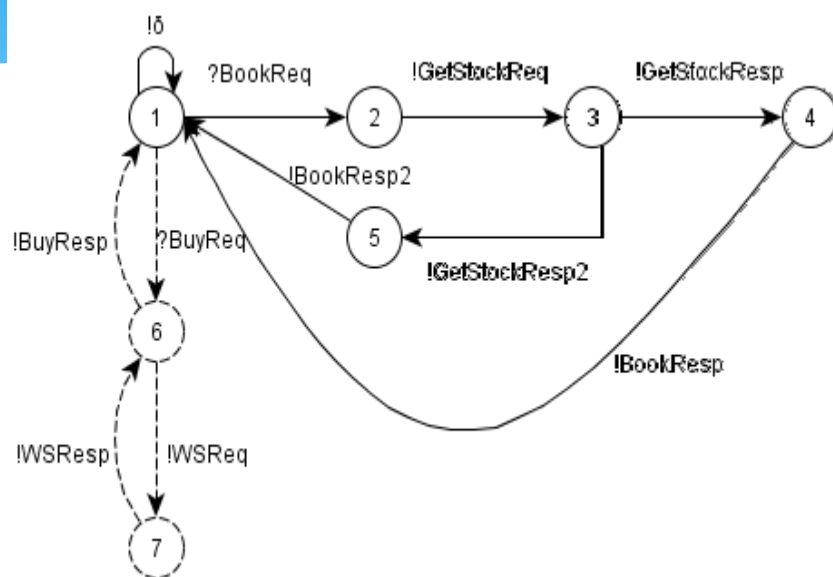 !δ
?BookReq
!GetStockReq
!GetStockResp
1
2
3
4
!BookResp2
!BuyResp
?BuyReq
5
!GetStockResp2
6
!BookResp
!WSResp
!WSReq
7